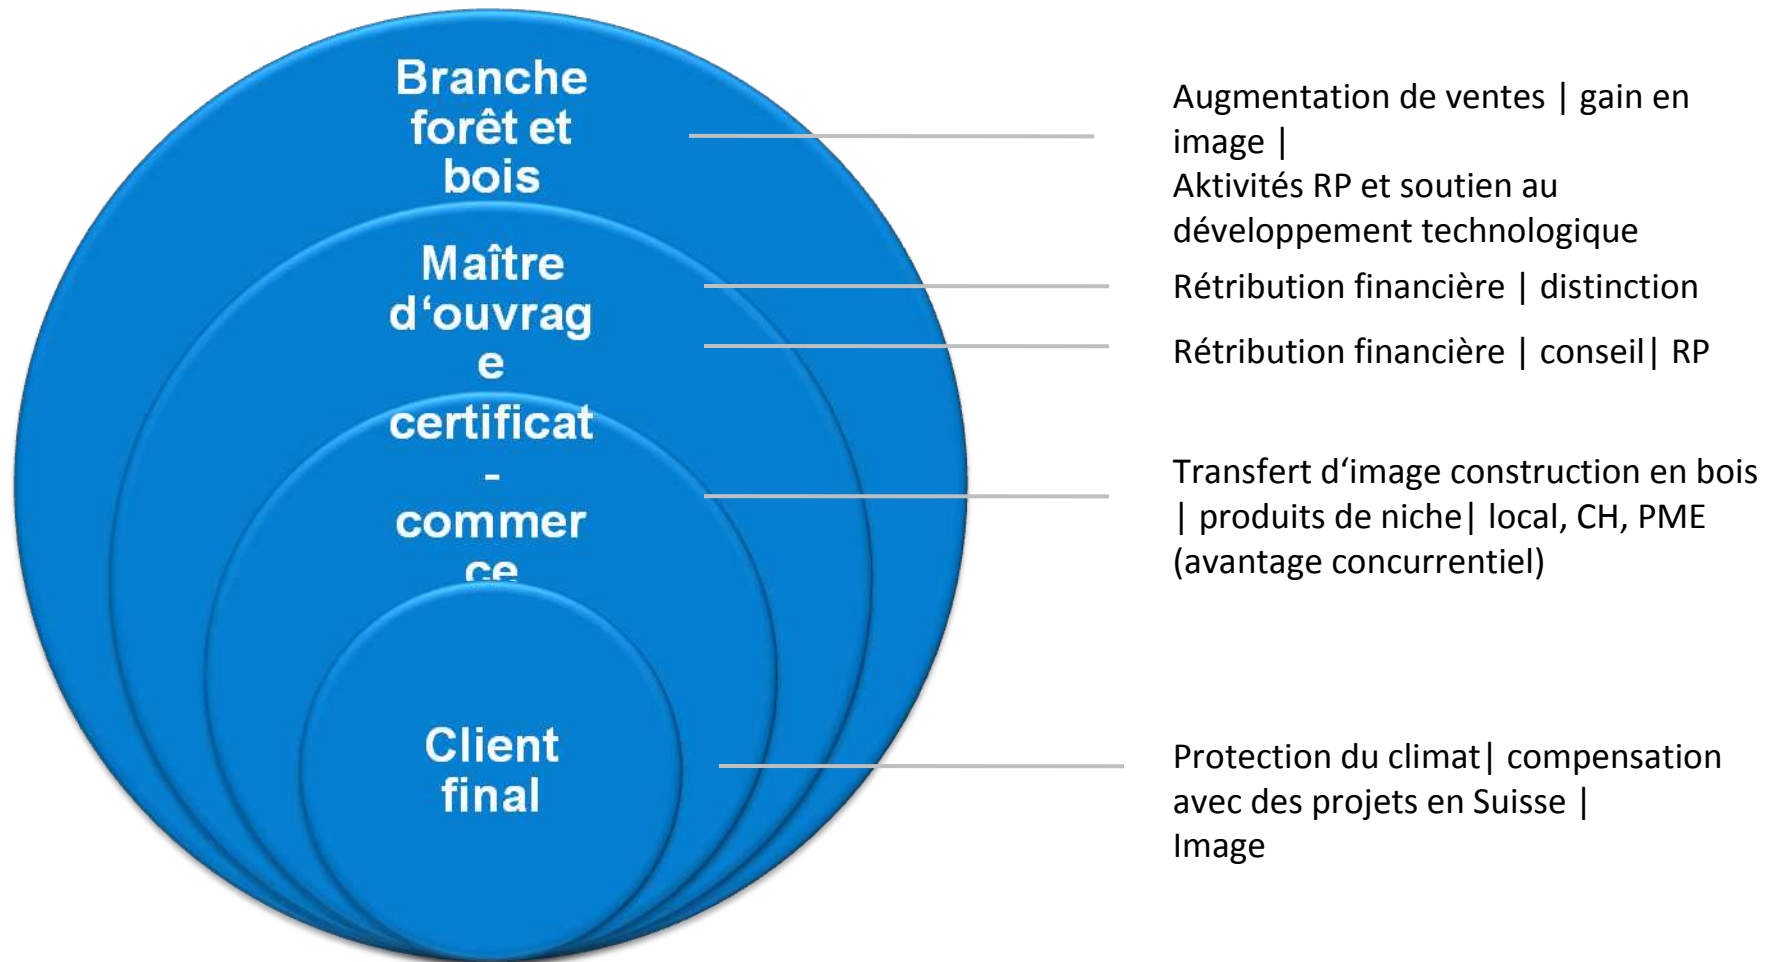 Branche
forêt et
bois
Maître
d‘ouvrag
e
certificat
-
commer
ce
Client
final
Augmentation de ventes | gain en
image |
Aktivités RP et soutien au
développement technologique
Rétribution financière | distinction
Rétribution financière | conseil| RP
Transfert d‘image construction en bois
| produits de niche| local, CH, PME
(avantage concurrentiel)
Protection du climat| compensation
avec des projets en Suisse |
Image